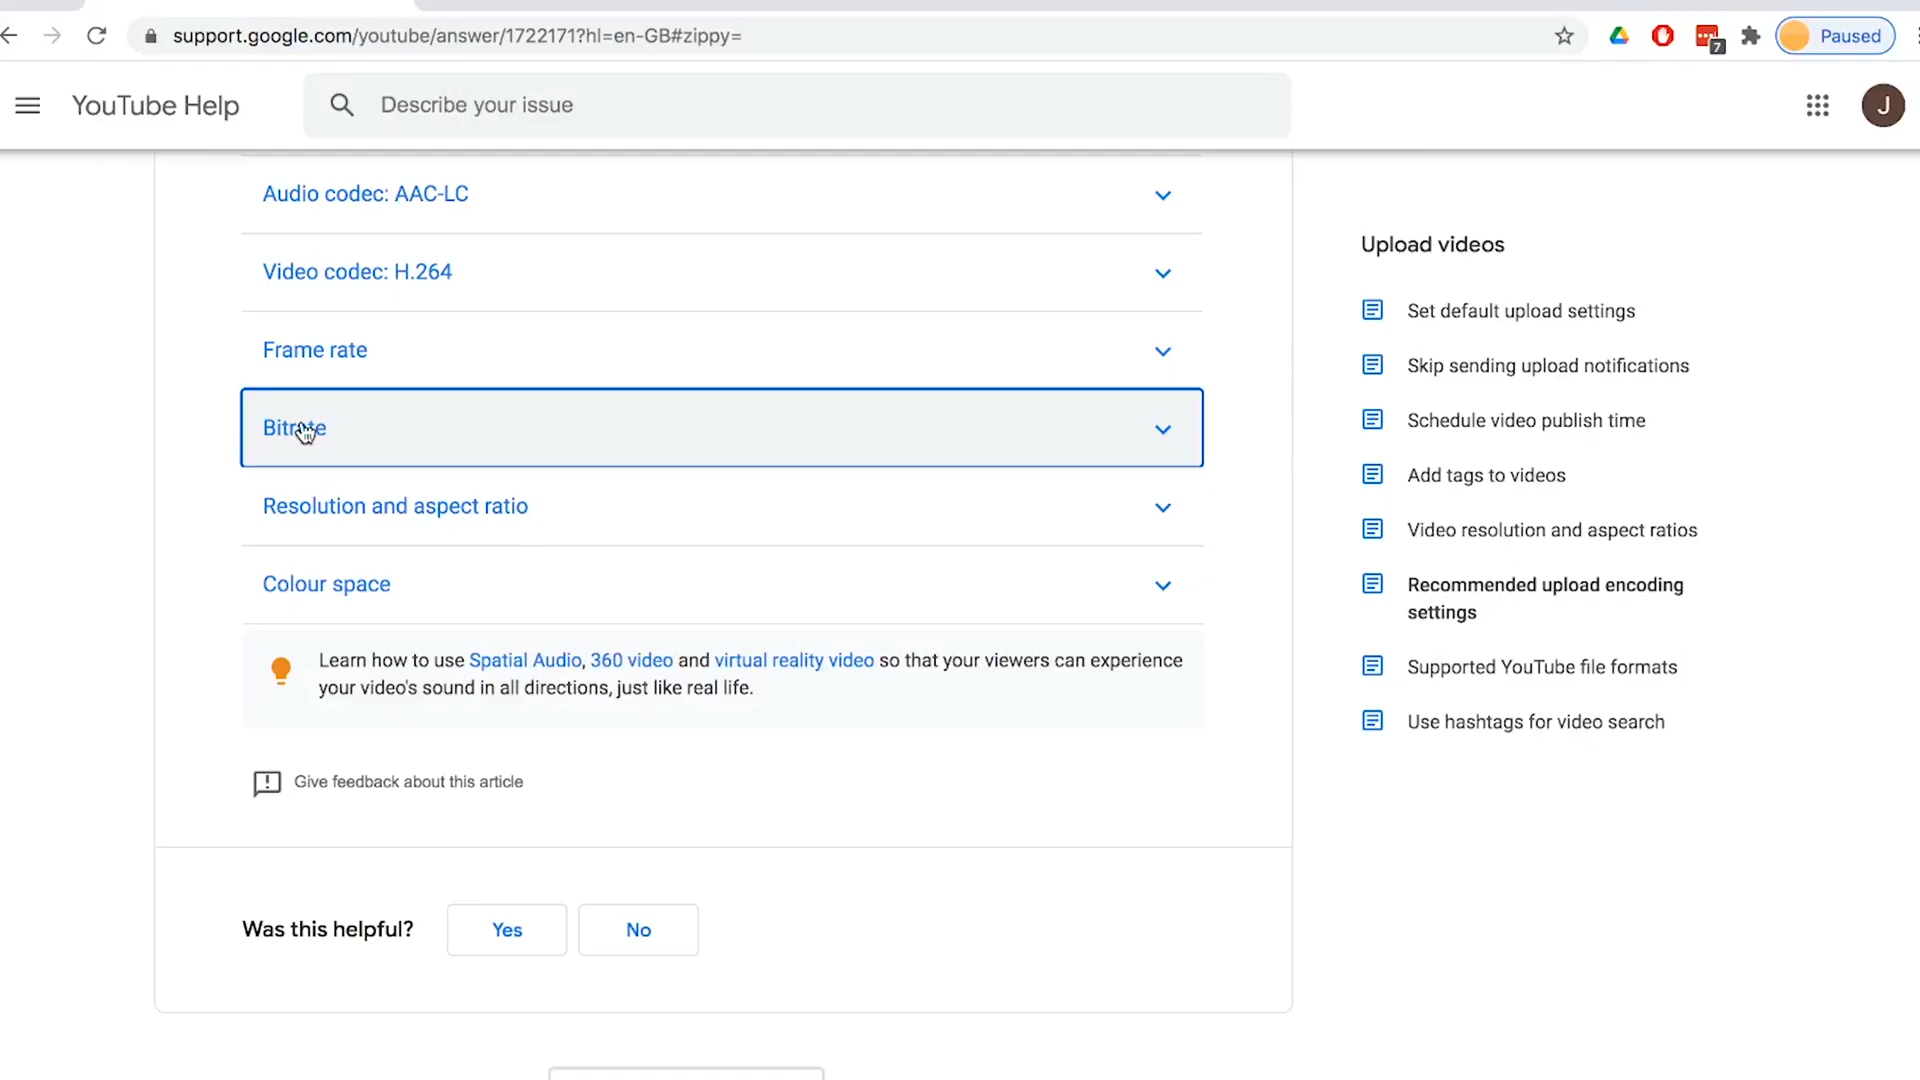 support.google.com/youtube/answer/1722171?hl=en-GB#zippy=
7
Paused
YouTube Help
Describe your issue
J
Audio codec: AAC-LC
Video codec: H.264
Frame rate
Bitrate
Resolution and aspect ratio
Colour space
Learn how to use Spatial Audio, 360 video and virtual reality video so that your viewers can experience
your video's sound in all directions, just like real life.
Give feedback about this article
Was this helpful?
Yes
No
Upload videos
Set default upload settings
Skip sending upload notifications
Schedule video publish time
Add tags to videos
Video resolution and aspect ratios
Recommended upload encoding
settings
Supported YouTube file formats
Use hashtags for video search